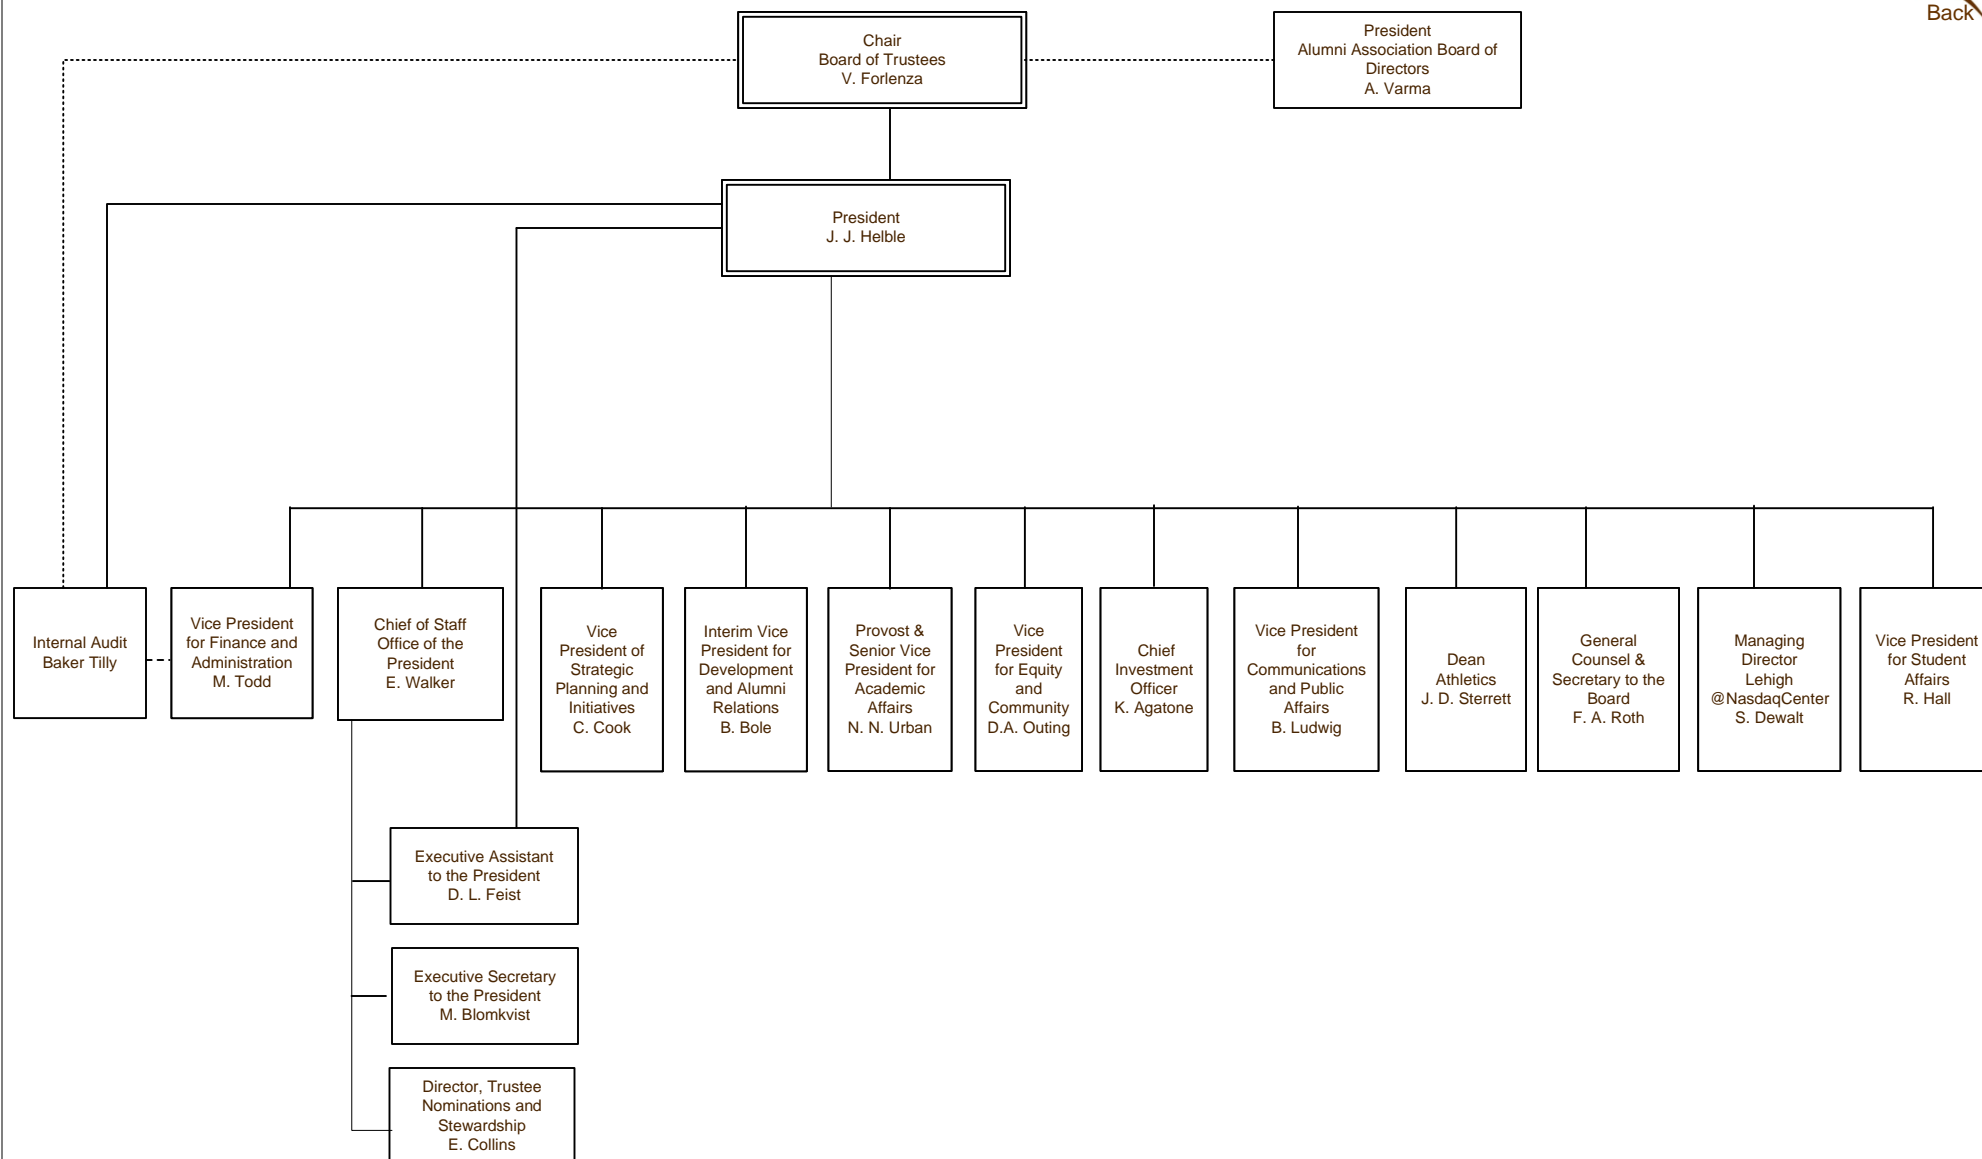 Back
Chair
Board of Trustees
V. Forlenza
President
Alumni Association Board of
Directors
A. Varma
President
J. J. Helble
Internal Audit
Baker Tilly
Vice President
for Finance and
Administration
M. Todd
Chief of Staff
Office of the
President
E. Walker
Vice
President of
Strategic
Planning and
Initiatives
C. Cook
Interim Vice
President for
Development
and Alumni
Relations
B. Bole
Provost &
Senior Vice
President for
Academic
Affairs
N. N. Urban
Vice
President
for Equity
and
Community
D.A. Outing
Chief
Investment
Officer
K. Agatone
Vice President
for
Communications
and Public
Affairs
B. Ludwig
Dean
Athletics
J. D. Sterrett
General
Counsel &
Secretary to the
Board
F. A. Roth
Managing
Director
Lehigh
@NasdaqCenter
S. Dewalt
Vice President
for Student
Affairs
R. Hall
Executive Assistant
to the President
D. L. Feist
Executive Secretary
to the President
M. Blomkvist
Director, Trustee
Nominations and
Stewardship
E. Collins